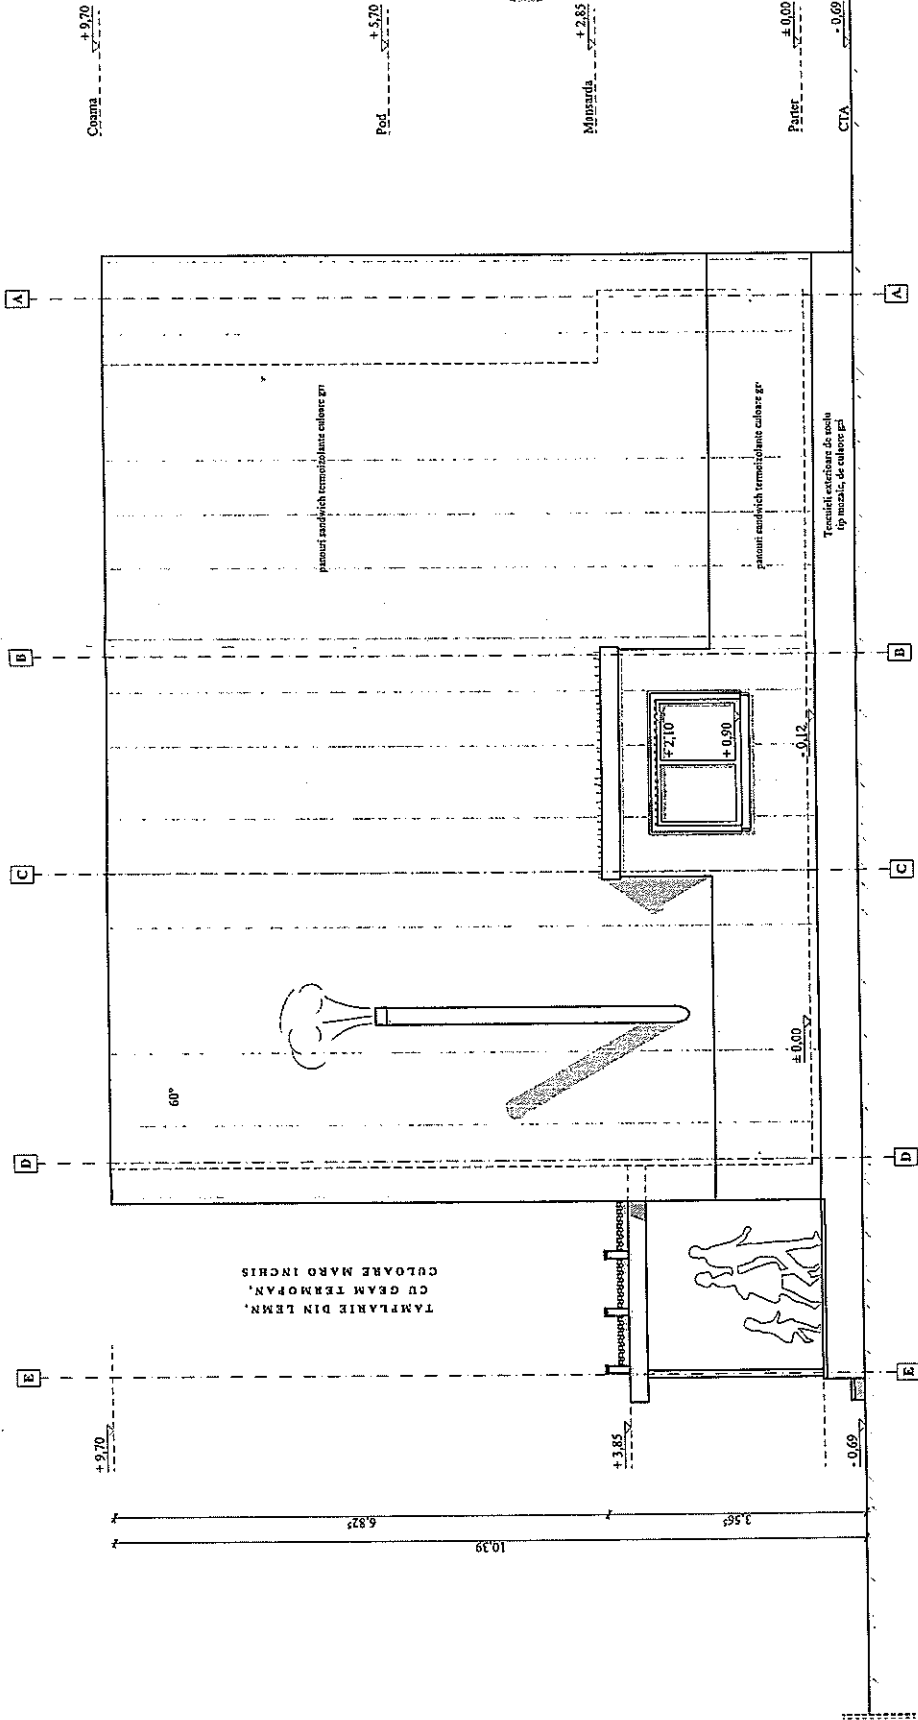 A
B
C
D
E
+ 9,70
Coama
+ 5,70
Pod
+ 2,85
Mansarda
± 0,00
Parter
- 0,69
CTA
panouri sandwich termoizolante culoare gri
panouri sandwich termoizolante culoare gri
Tencuieli exterioare de soclu
tip mozaic, de culoare gri
+ 2,10
+ 0,90
- 0,12
± 0,00
60°
TAMPLARIE DIN LEMN,
CU GEAM TERMOPAN,
CULOARE MARO INCHIS
+ 9,70
+ 3,85
- 0,69
6,82⁵
3,56⁵
10,39
A
B
C
D
E